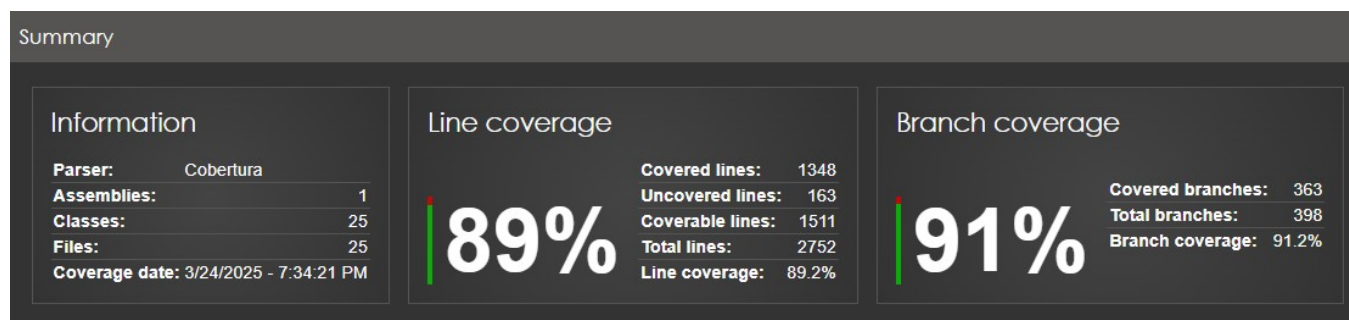 Summary
Information
Parser: Cobertura
Assemblies: 1
Classes: 25
Files: 25
Coverage date: 3/24/2025 - 7:34:21 PM
Line coverage
89%
Covered lines: 1348
Uncovered lines: 163
Coverable lines: 1511
Total lines: 2752
Line coverage: 89.2%
Branch coverage
91%
Covered branches: 363
Total branches: 398
Branch coverage: 91.2%